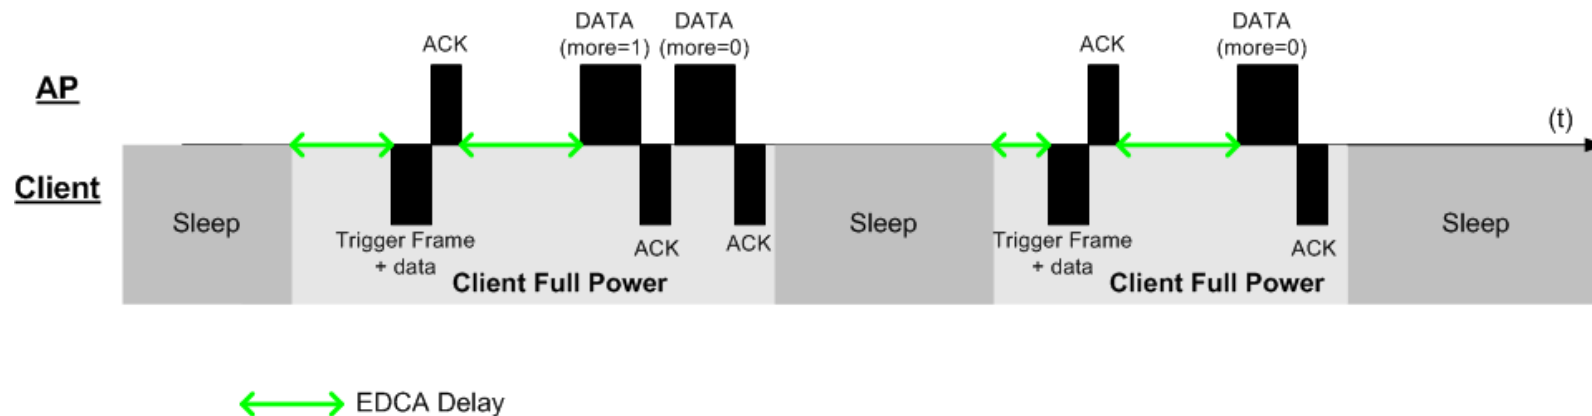 DATA DATA DATA
ACK (more=1) (more=0) ACK (more=0)
AP
(t)
Client
Sleep Sleep Sleep
Trigger Frame Trigger Frame
+ data ACK ACK + data ACK
Client Full Power Client Full Power
EDCA Delay